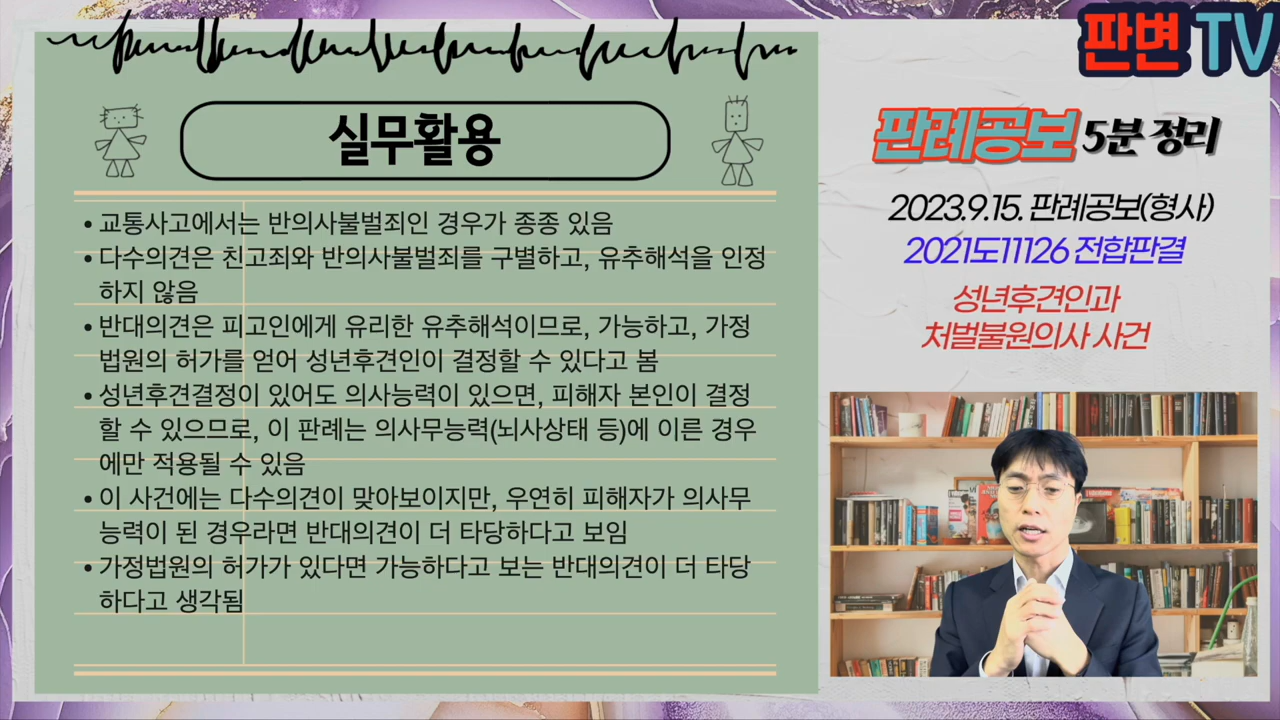 판변 TV
실무활용
• 교통사고에서는 반의사불벌죄인 경우가 종종 있음
• 다수의견은 친고죄와 반의사불벌죄를 구별하고, 유추해석을 인정
하지 않음
• 반대의견은 피고인에게 유리한 유추해석이므로, 가능하고, 가정
법원의 허가를 얻어 성년후견인이 결정할 수 있다고 봄
• 성년후견결정이 있어도 의사능력이 있으면, 피해자 본인이 결정
할 수 있으므로, 이 판례는 의사무능력(뇌사상태 등)에 이른 경우
에만 적용될 수 있음
• 이 사건에는 다수의견이 맞아보이지만, 우연히 피해자가 의사무
능력이 된 경우라면 반대의견이 더 타당하다고 보임
• 가정법원의 허가가 있다면 가능하다고 보는 반대의견이 더 타당
하다고 생각됨
판례공보 5분 정리
2023.9.15. 판례공보(형사)
2021도11126 전합판결
성년후견인과
처벌불원의사 사건